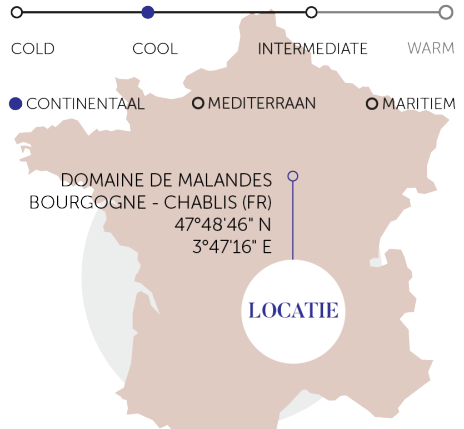 COLD COOL INTERMEDIATE WARM
CONTINENTAAL MEDITERRAAN MARITIEM
DOMAINE DE MALANDES
BOURGOGNE - CHABLIS (FR)
47°48'46" N
3°47'16" E
LOCATIE